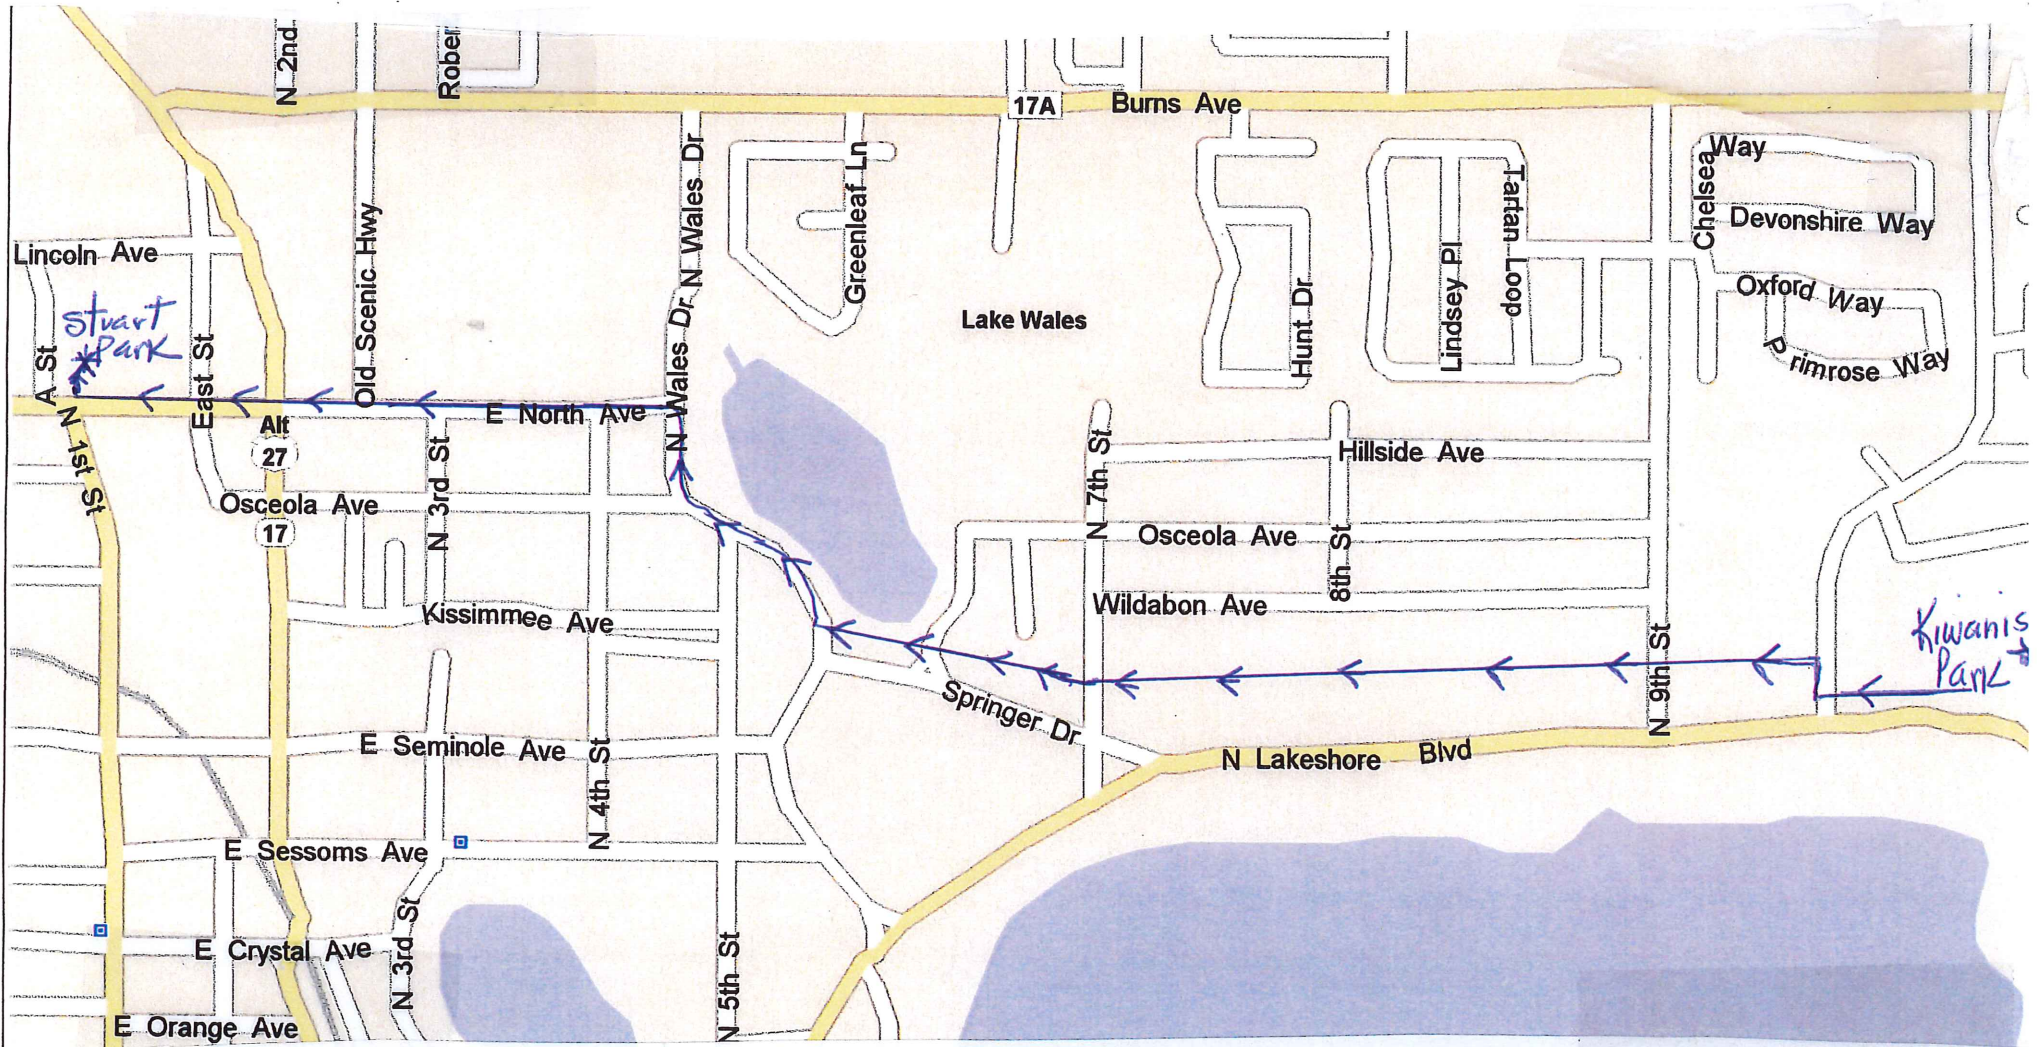 N 2nd
Rober
17A
Burns Ave
N Wales Dr
Greenleaf Ln
Way
Chelsea
Devonshire Way
Tartan Loop
Lindsey Pl
Hunt Dr
Oxford Way
Primrose Way
Lincoln Ave
Old Scenic Hwy
Stuart
Park
Lake Wales
N Wales Dr
A St
East St
E North Ave
Alt
27
N 1st St
N 3rd St
Osceola Ave
17
N 7th St
Hillside Ave
Osceola Ave
8th St
Wildabon Ave
Kissimmee Ave
Kiwanis
Park
N 9th St
Springer Dr
E Seminole Ave
N 4th St
N Lakeshore Blvd
E Sessoms Ave
N 3rd St
E Crystal Ave
N 5th St
E Orange Ave